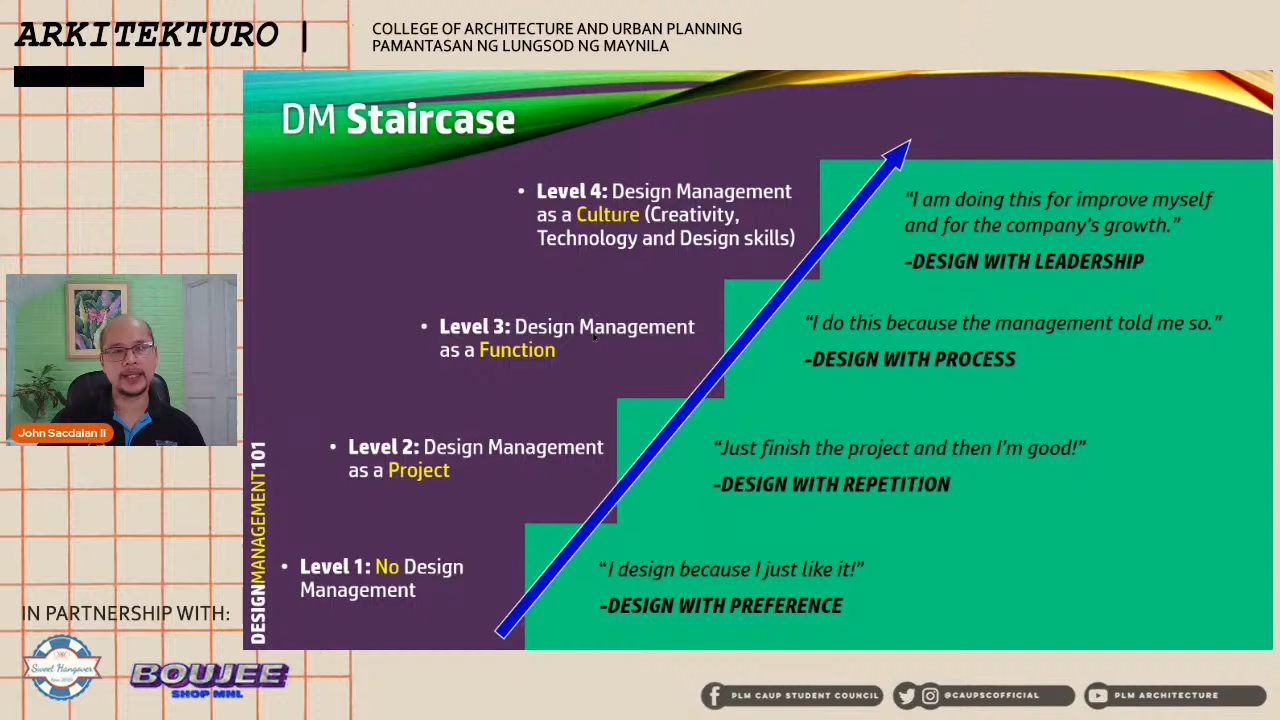 ARKITEKTURO |
COLLEGE OF ARCHITECTURE AND URBAN PLANNING
PAMANTASAN NG LUNGSOD NG MAYNILA
DM Staircase
• Level 4: Design Management
as a Culture (Creativity,
Technology and Design skills)
“I am doing this for improve myself
and for the company’s growth.”
-DESIGN WITH LEADERSHIP
• Level 3: Design Management
as a Function
“I do this because the management told me so.”
-DESIGN WITH PROCESS
• Level 2: Design Management
as a Project
“Just finish the project and then I’m good!”
-DESIGN WITH REPETITION
• Level 1: No Design
Management
“I design because I just like it!”
-DESIGN WITH PREFERENCE
DESIGNMANAGEMENT101
John Sacdalan II
IN PARTNERSHIP WITH:
Sweet Hangover
BOUJEE
SHOP MNL
PLM CAUP STUDENT COUNCIL
@CAUPSCOFFICIAL
PLM ARCHITECTURE